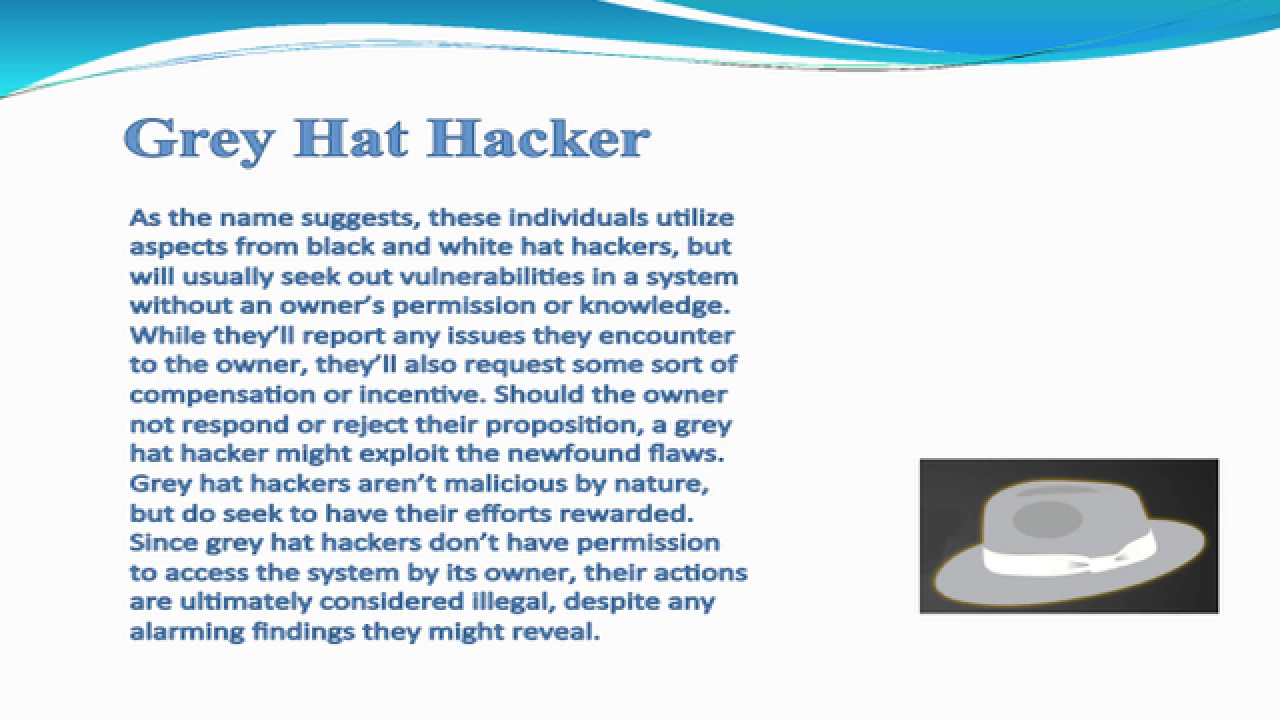 Grey Hat Hacker
As the name suggests, these individuals utilize
aspects from black and white hat hackers, but
will usually seek out vulnerabilities in a system
without an owner’s permission or knowledge.
While they’ll report any issues they encounter
to the owner, they’ll also request some sort of
compensation or incentive. Should the owner
not respond or reject their proposition, a grey
hat hacker might exploit the newfound flaws.
Grey hat hackers aren’t malicious by nature,
but do seek to have their efforts rewarded.
Since grey hat hackers don’t have permission
to access the system by its owner, their actions
are ultimately considered illegal, despite any
alarming findings they might reveal.